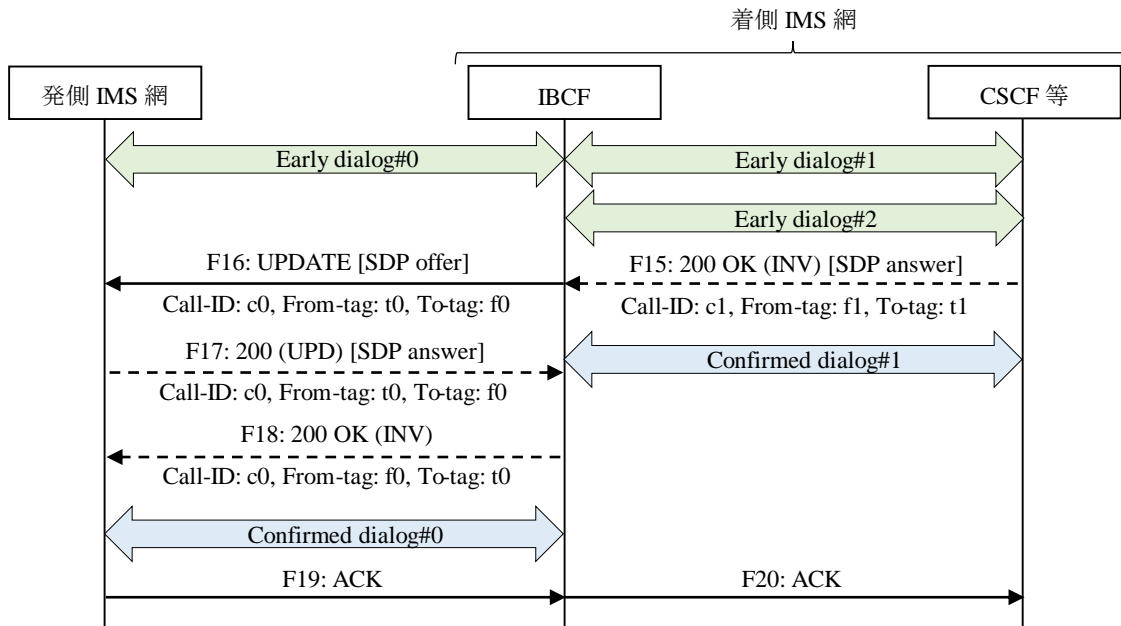 着側 IMS 網
発側 IMS 網
IBCF
CSCF 等
Early dialog#0
Early dialog#1
Early dialog#2
F16: UPDATE [SDP offer]
F15: 200 OK (INV) [SDP answer]
Call-ID: c0, From-tag: t0, To-tag: f0
Call-ID: c1, From-tag: f1, To-tag: t1
F17: 200 (UPD) [SDP answer]
Confirmed dialog#1
Call-ID: c0, From-tag: t0, To-tag: f0
F18: 200 OK (INV)
Call-ID: c0, From-tag: f0, To-tag: t0
Confirmed dialog#0
F19: ACK
F20: ACK